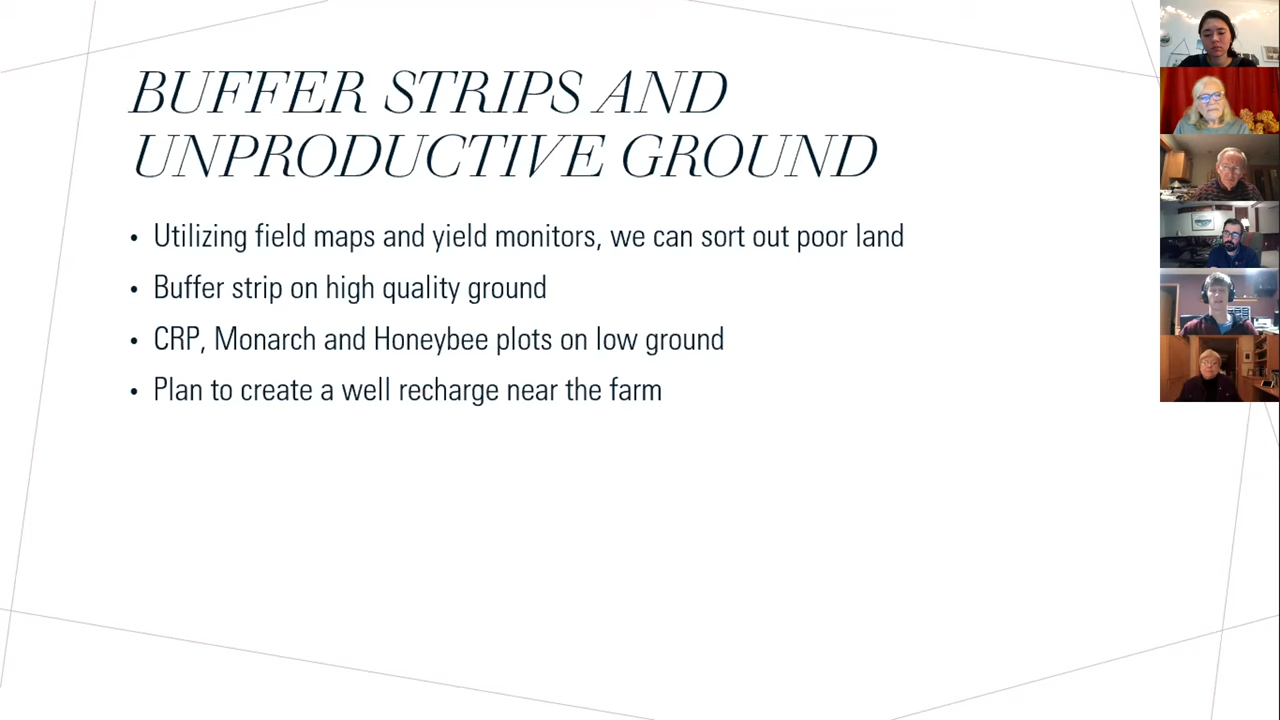 BUFFER STRIPS AND
UNPRODUCTIVE GROUND
• Utilizing field maps and yield monitors, we can sort out poor land
• Buffer strip on high quality ground
• CRP, Monarch and Honeybee plots on low ground
• Plan to create a well recharge near the farm